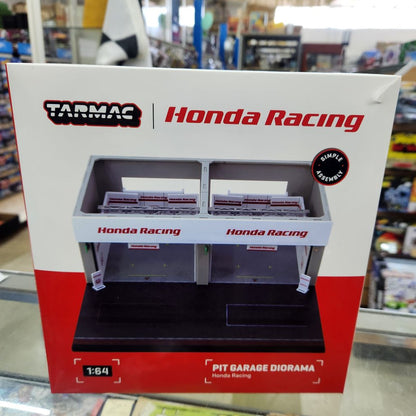 TARMAC | Honda Racing
SIMPLE
ASSEMBLY
Honda Racing Honda Racing
1:64
PIT GARAGE DIORAMA
Honda Racing